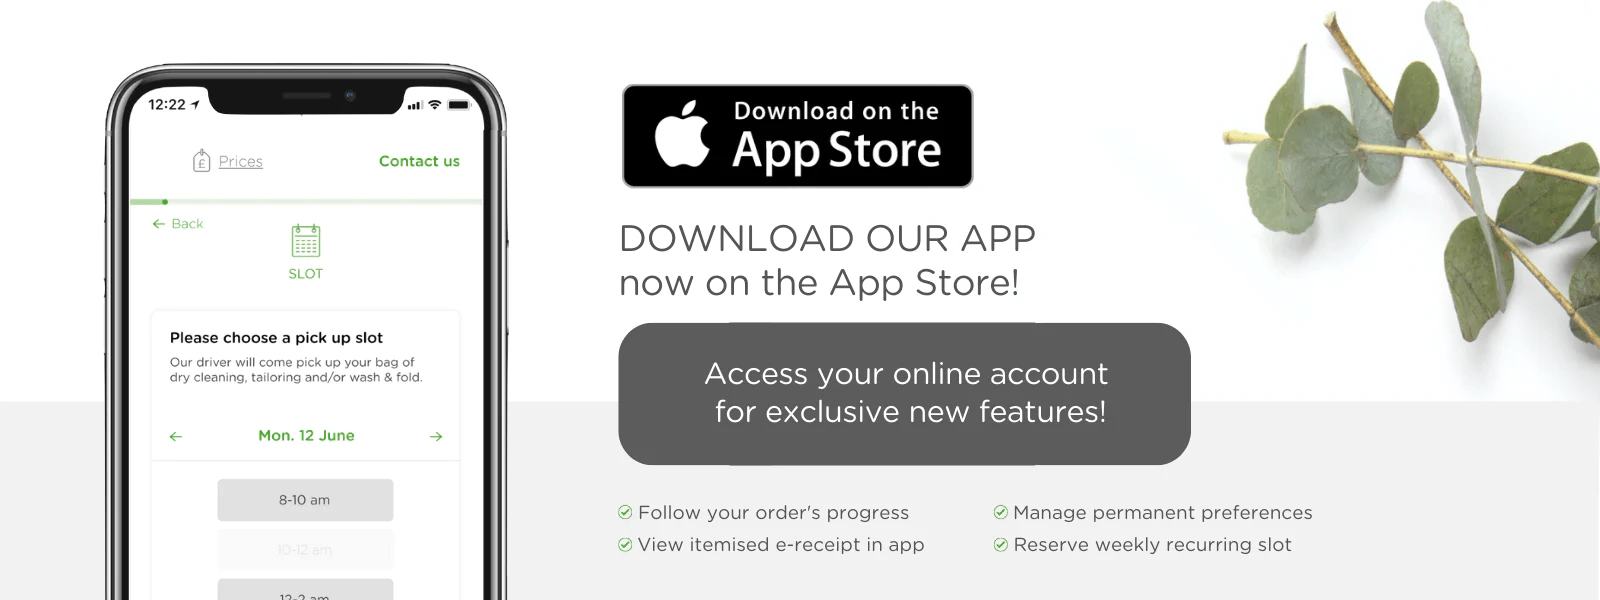 12:22
£ Prices
Contact us
← Back
SLOT
Please choose a pick up slot
Our driver will come pick up your bag of
dry cleaning, tailoring and/or wash & fold.
← Mon. 12 June →
8-10 am
10-12 am
12-2 am
Download on the
App Store
DOWNLOAD OUR APP
now on the App Store!
Access your online account
for exclusive new features!
Follow your order's progress
View itemised e-receipt in app
Manage permanent preferences
Reserve weekly recurring slot